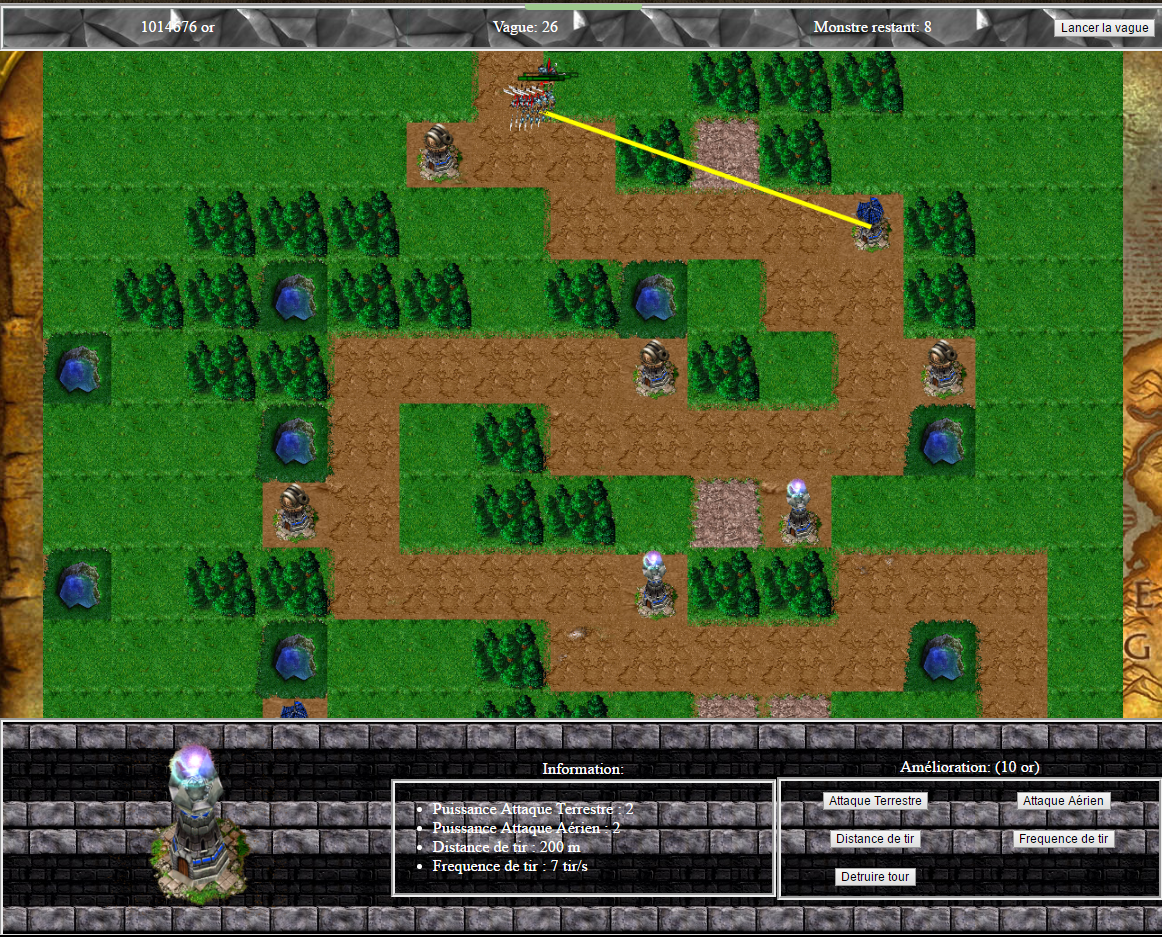 1014676 or
Vague: 26
Monstre restant: 8
Lancer la vague
E
G
Information:
Puissance Attaque Terrestre : 2
Puissance Attaque Aérien : 2
Distance de tir : 200 m
Frequence de tir : 7 tir/s
Amélioration: (10 or)
Attaque Terrestre
Attaque Aérien
Distance de tir
Frequence de tir
Detruire tour